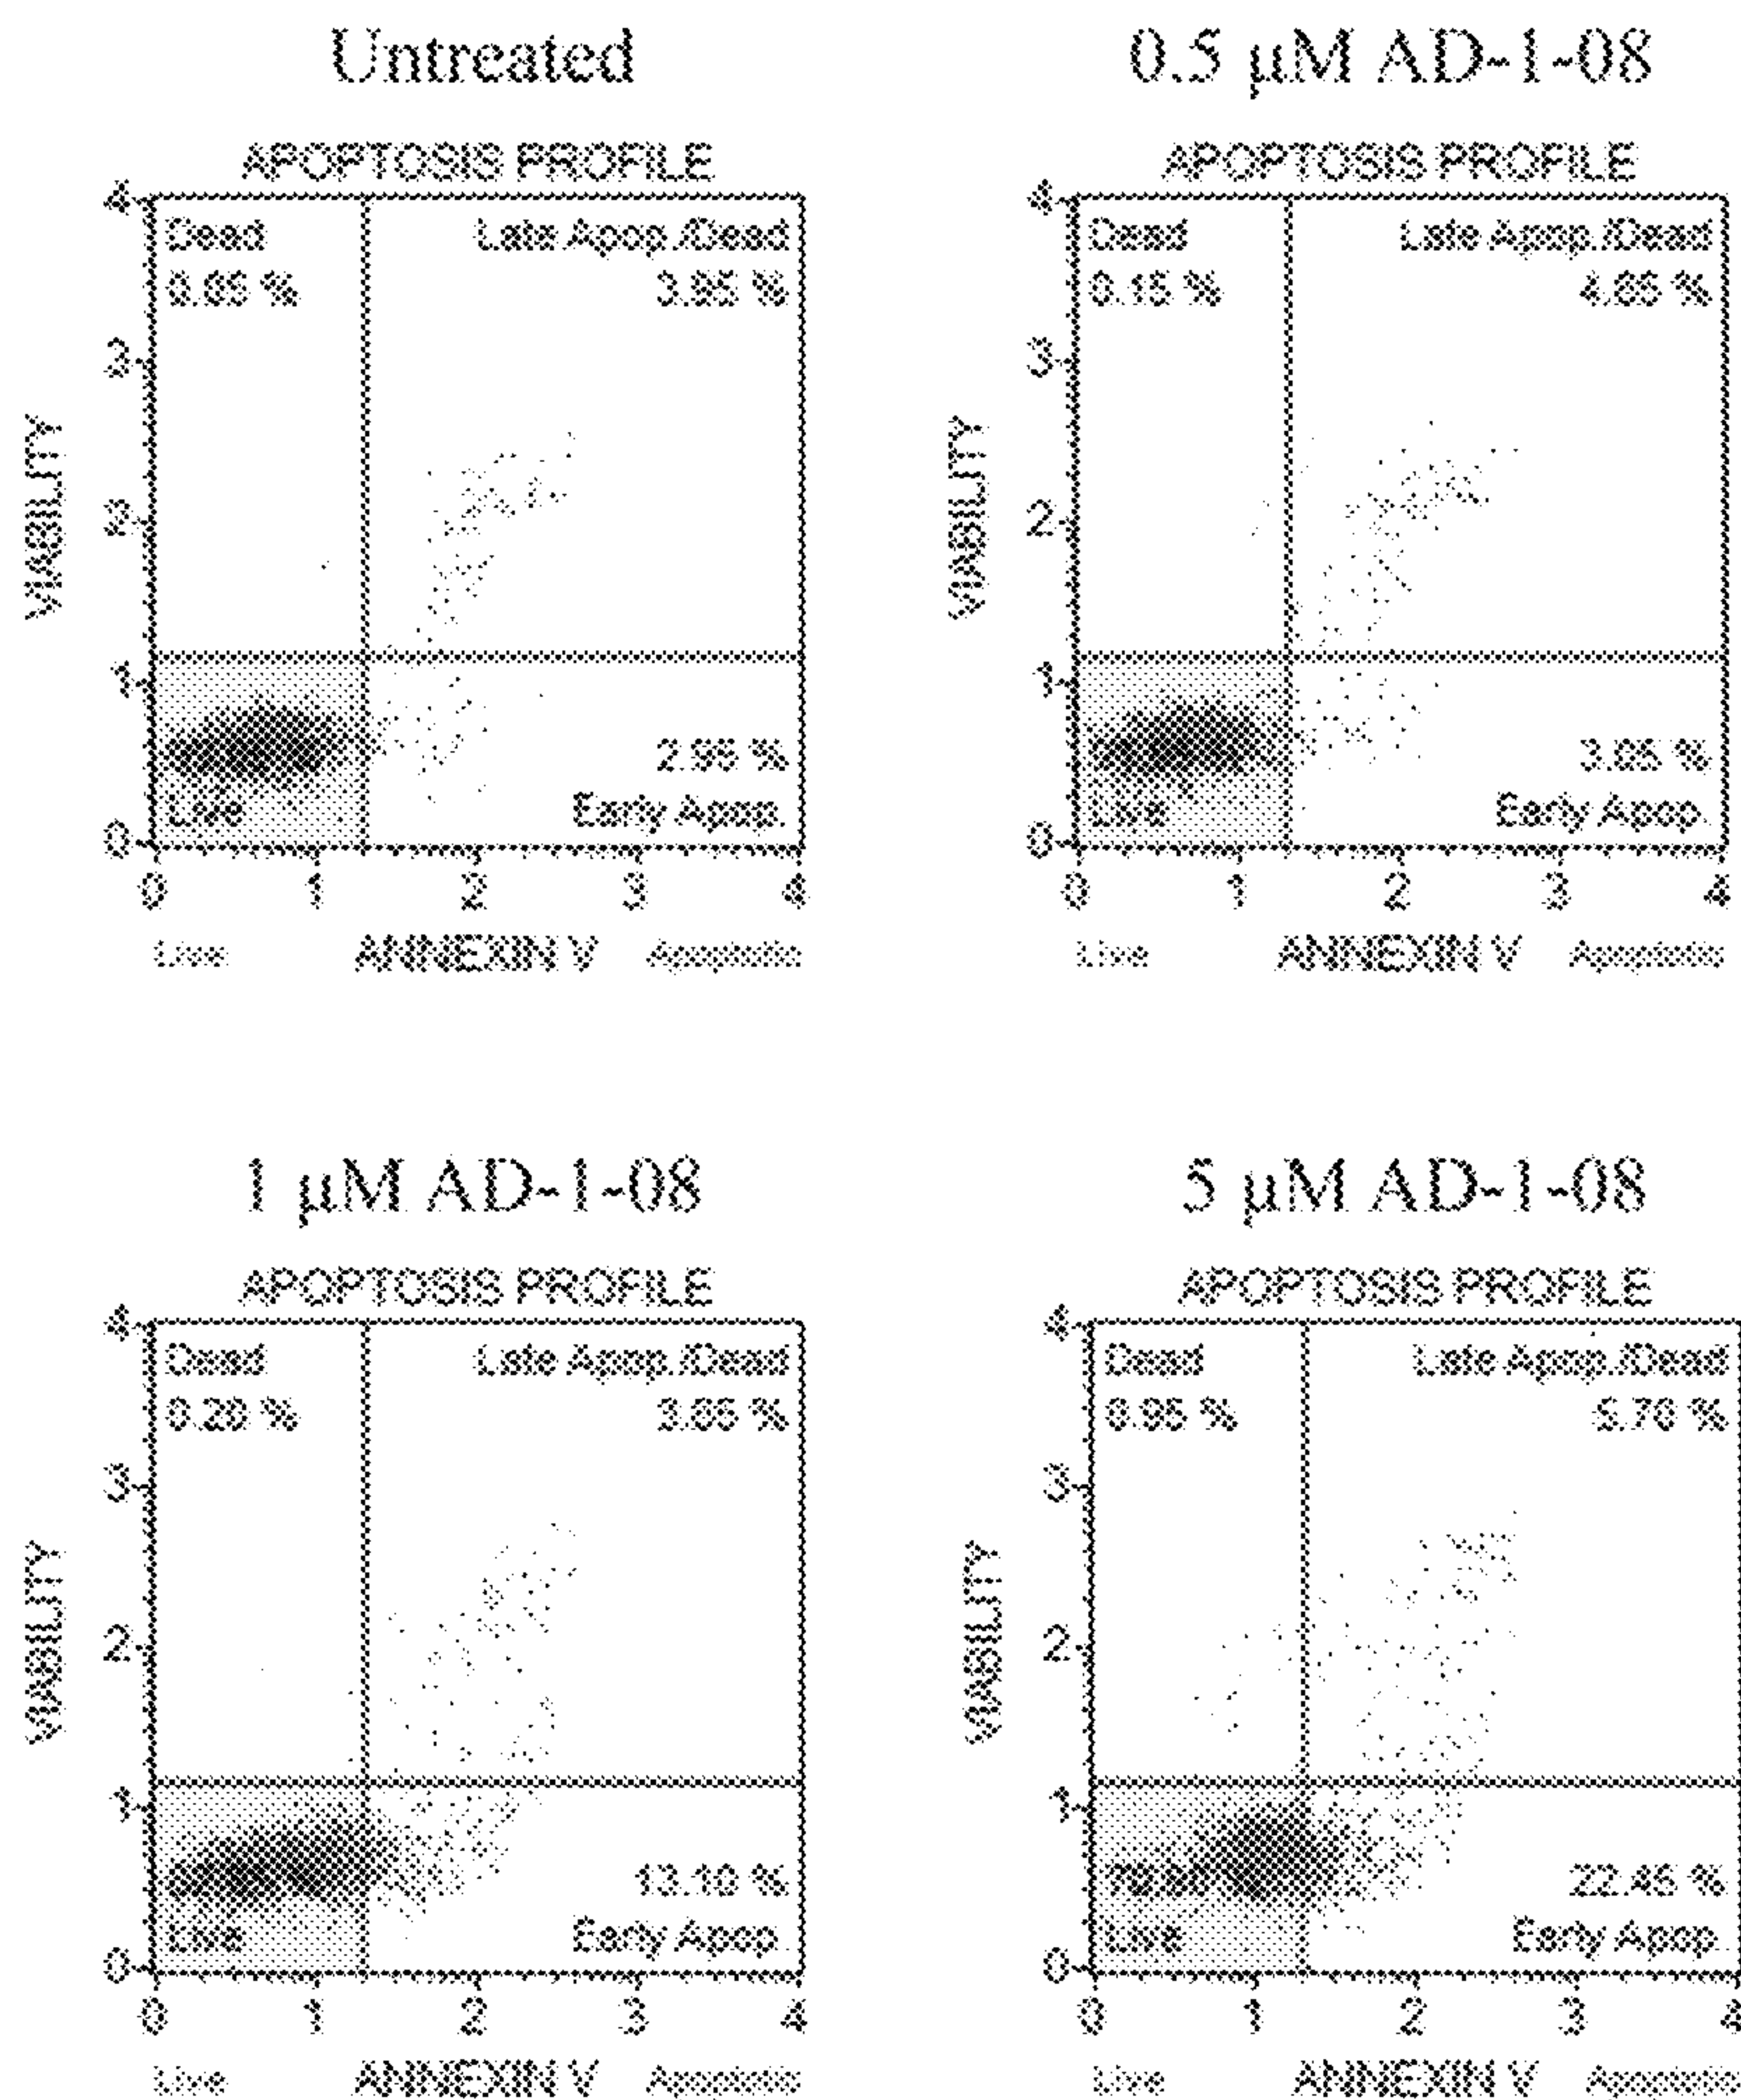 Untreated
APOPTOSIS PROFILE
4
Dead
Late Apop./Dead
0.05 %
3.95 %
3
2
1
0
VIABILITY
2.95 %
Live
Early Apop.
0 1 2 3 4
Live ANNEXIN V Apoptotic
0.5 µM AD-1-08
APOPTOSIS PROFILE
4
Dead
Late Apop./Dead
0.15 %
4.65 %
3
2
1
0
VIABILITY
3.05 %
Live
Early Apop.
0 1 2 3 4
Live ANNEXIN V Apoptotic
1 µM AD-1-08
APOPTOSIS PROFILE
4
Dead
Late Apop./Dead
0.20 %
3
2
1
0
VIABILITY
13.10 %
Live
Early Apop.
0 1 2 3 4
Live ANNEXIN V Apoptotic
5 µM AD-1-08
APOPTOSIS PROFILE
4
Dead
Late Apop./Dead
0.95 %
5.70 %
3
2
1
0
VIABILITY
22.45 %
Live
Early Apop.
0 1 2 3 4
Live ANNEXIN V Apoptotic